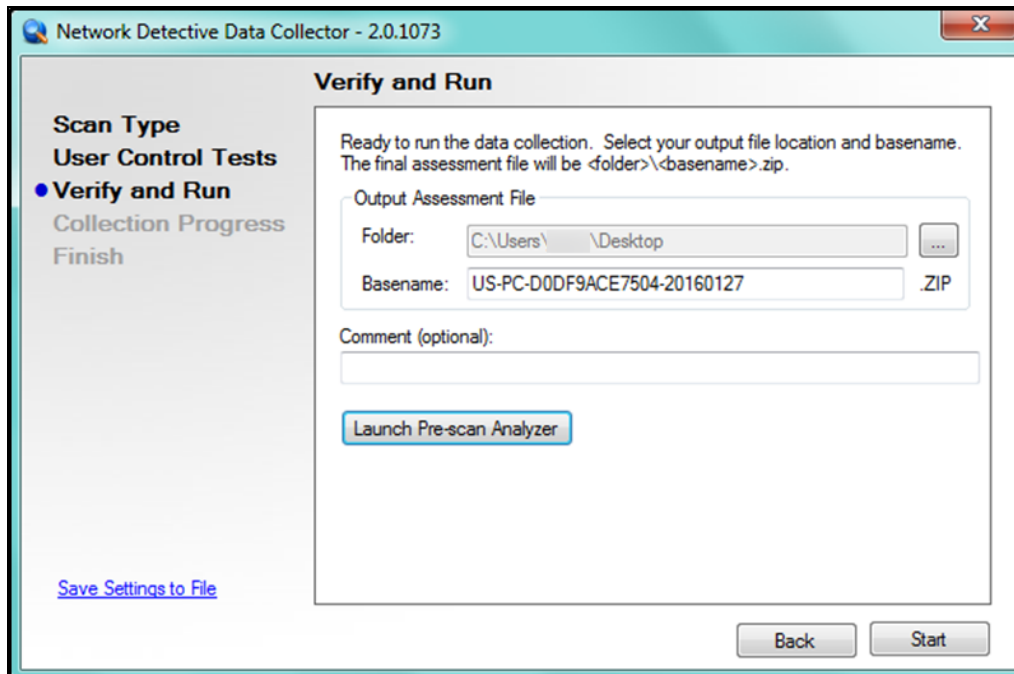 Network Detective Data Collector - 2.0.1073
Verify and Run
Scan Type
User Control Tests
Verify and Run
Collection Progress
Finish
Save Settings to File
Ready to run the data collection. Select your output file location and basename.
The final assessment file will be <folder>\<basename>.zip.
Output Assessment File
Folder: C:\Users\ \Desktop ...
Basename: US-PC-D0DF9ACE7504-20160127 .ZIP
Comment (optional):
Launch Pre-scan Analyzer
Back Start